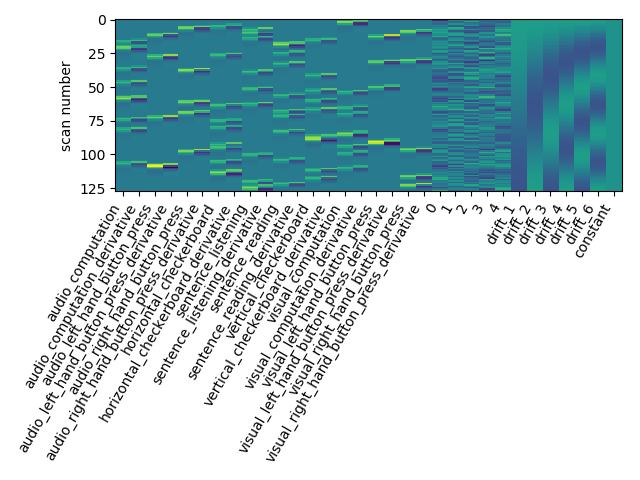 0
25
50
75
100
125
scan number
audio_computation
audio_computation_derivative
audio_left_hand_button_press
audio_left_hand_button_press_derivative
audio_right_hand_button_press
audio_right_hand_button_press_derivative
horizontal_checkerboard
horizontal_checkerboard_derivative
sentence_listening
sentence_listening_derivative
sentence_reading
sentence_reading_derivative
vertical_checkerboard
vertical_checkerboard_derivative
visual_computation
visual_computation_derivative
visual_left_hand_button_press
visual_left_hand_button_press_derivative
visual_right_hand_button_press
visual_right_hand_button_press_derivative
0
1
2
3
4
drift_1
drift_2
drift_3
drift_4
drift_5
drift_6
constant